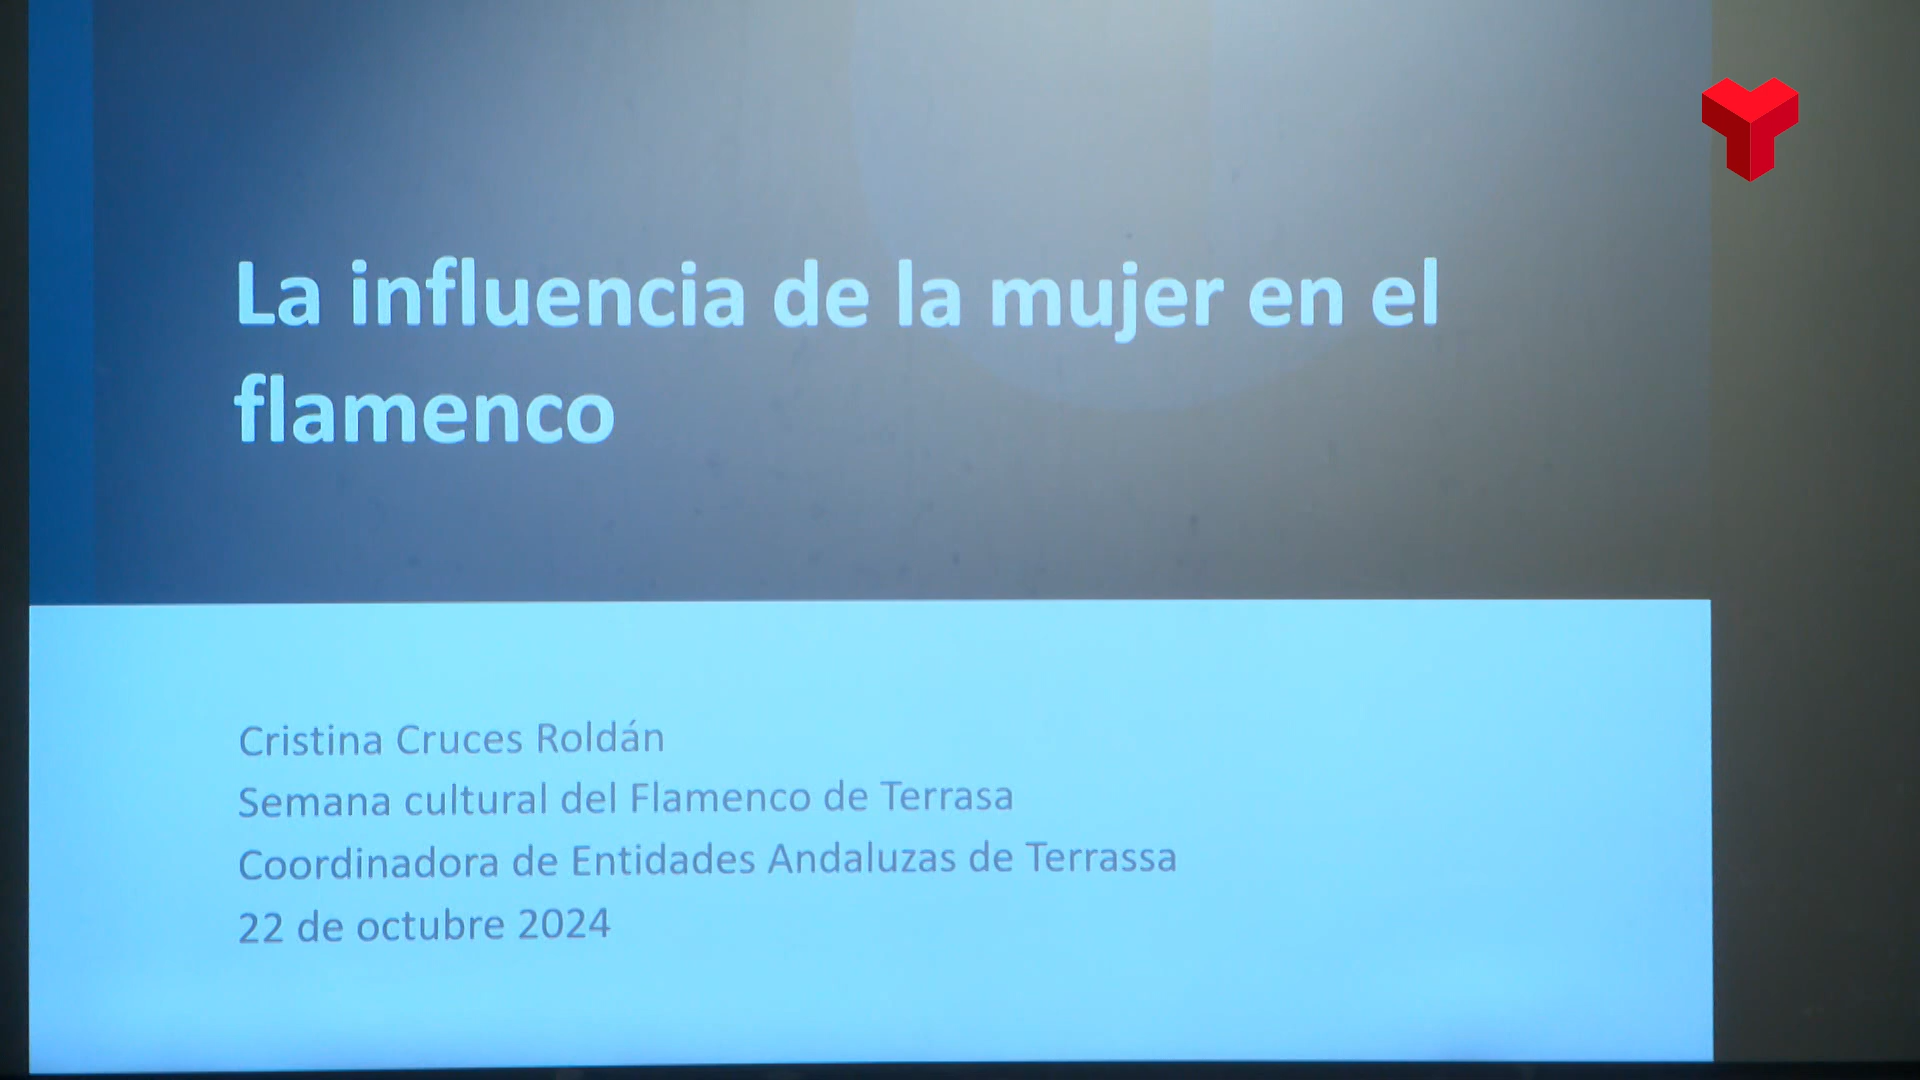 La influencia de la mujer en el
flamenco
Cristina Cruces Roldán
Semana cultural del Flamenco de Terrasa
Coordinadora de Entidades Andaluzas de Terrassa
22 de octubre 2024